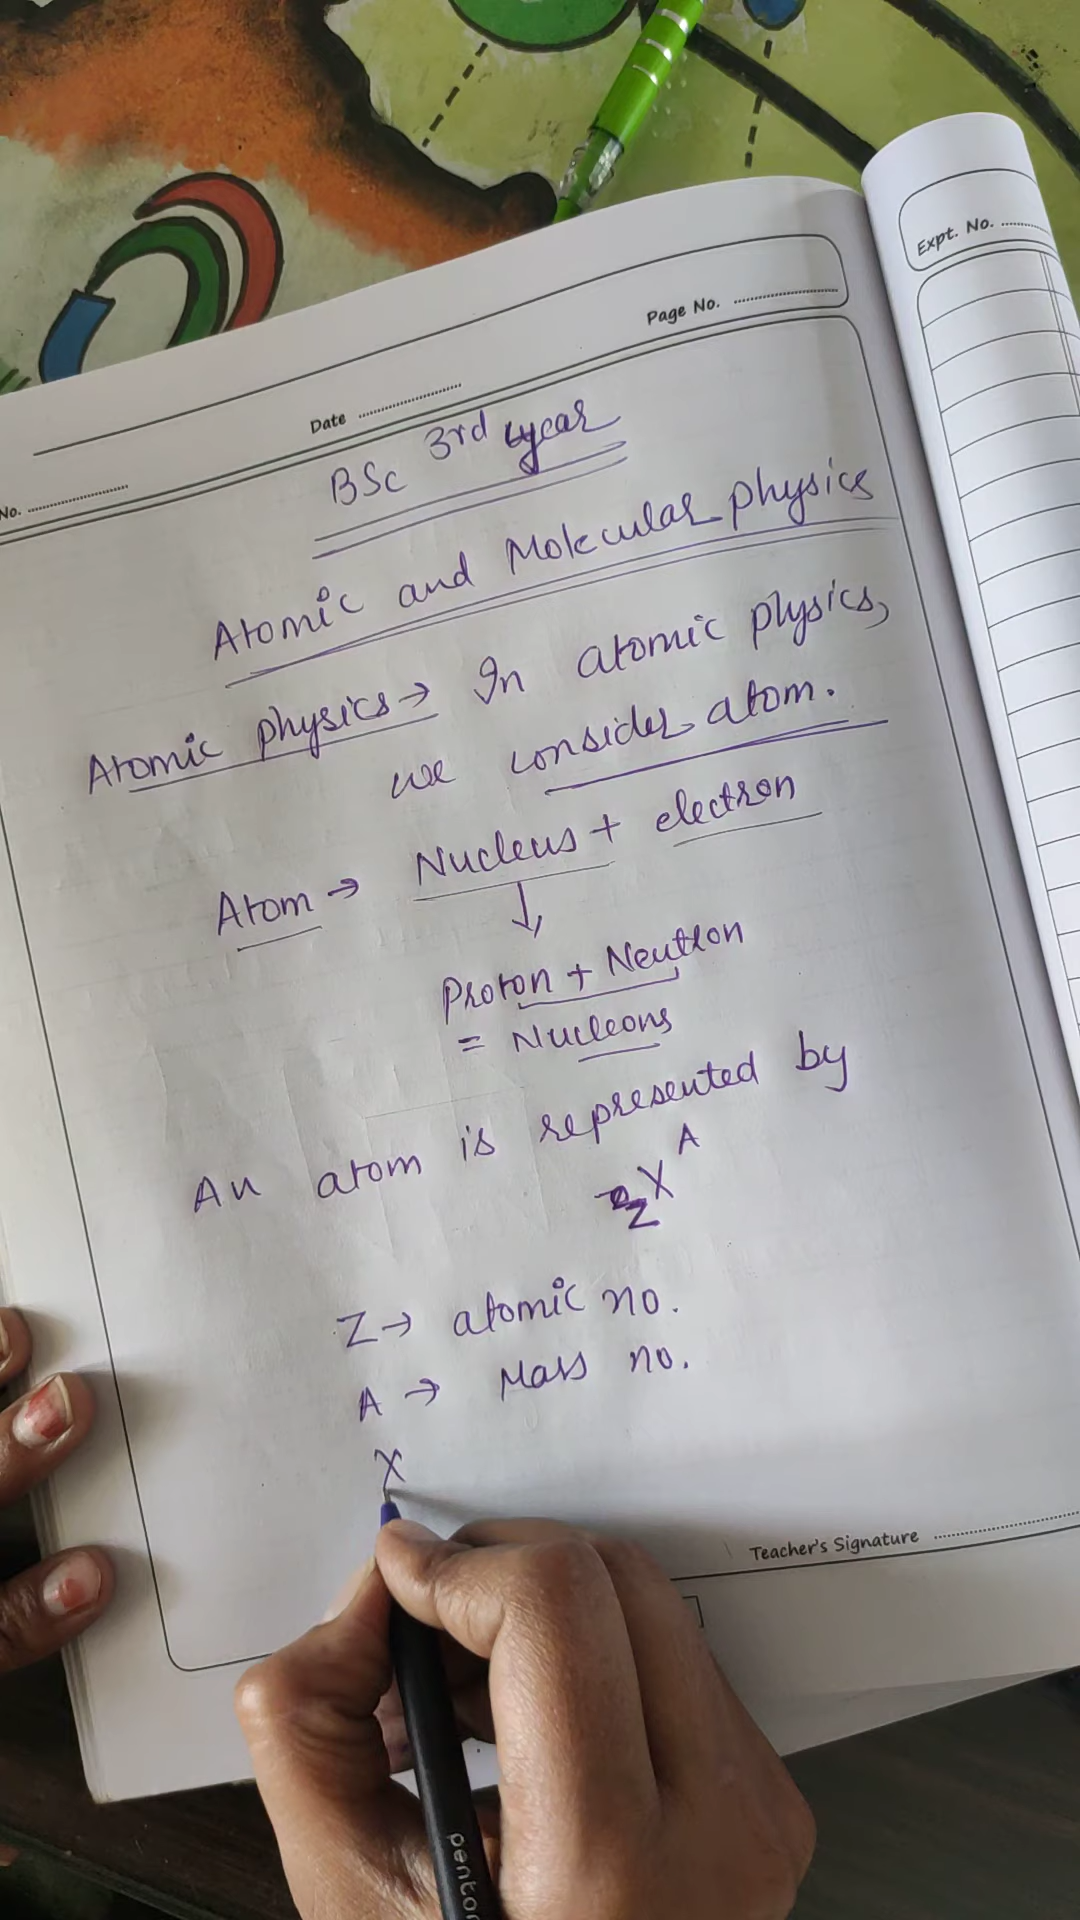 Expt. No.
Page No.
Date
No.
BSc 3rd year
Atomic and Molecular physics
Atomic physics → In atomic physics,
we consider atom.
Atom → Nucleus + electron
↓
Proton + Neutron
= Nucleons
An atom is represented by
ZX^A
Z → atomic no.
A → Mass no.
X
Teacher's Signature
pentonic